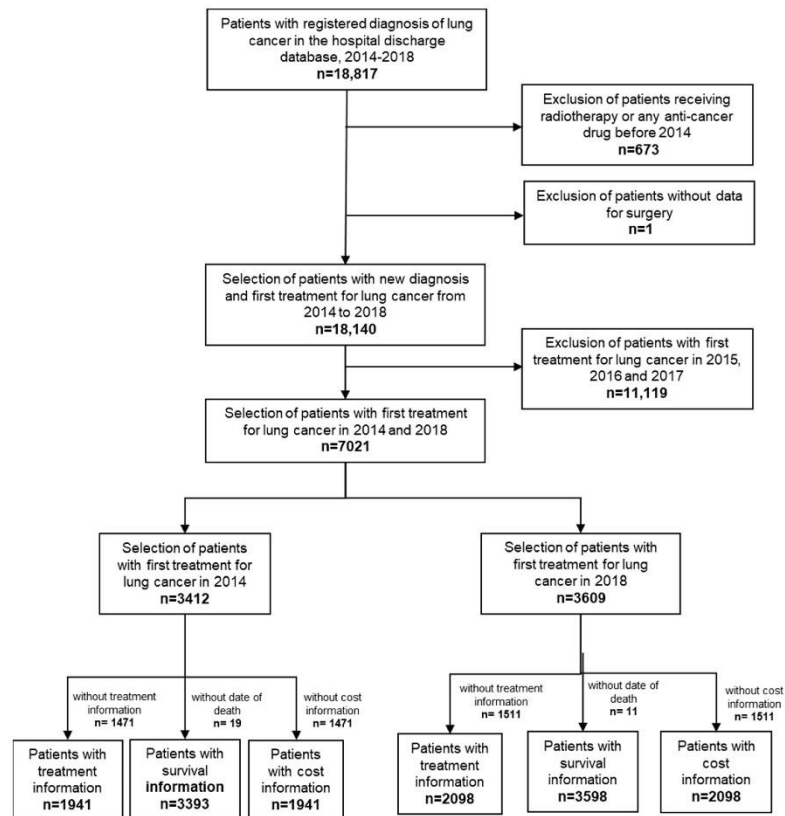 Patients with registered diagnosis of lung
cancer in the hospital discharge
database, 2014-2018
n=18,817
Exclusion of patients receiving
radiotherapy or any anti-cancer
drug before 2014
n=673
Exclusion of patients without data
for surgery
n=1
Selection of patients with new diagnosis
and first treatment for lung cancer from
2014 to 2018
n=18,140
Exclusion of patients with first
treatment for lung cancer in 2015,
2016 and 2017
n=11,119
Selection of patients with first treatment
for lung cancer in 2014 and 2018
n=7021
Selection of patients
with first treatment for
lung cancer in 2014
n=3412
Selection of patients with
first treatment for lung
cancer in 2018
n=3609
without treatment
information
n= 1471
without date of
death
n= 19
without cost
information
n= 1471
without treatment
information
n= 1511
without date of
death
n= 11
without cost
information
n= 1511
Patients with
treatment
information
n=1941
Patients with
survival
information
n=3393
Patients
with cost
information
n=1941
Patients with
treatment
information
n=2098
Patients with
survival
information
n=3598
Patients with
cost
information
n=2098